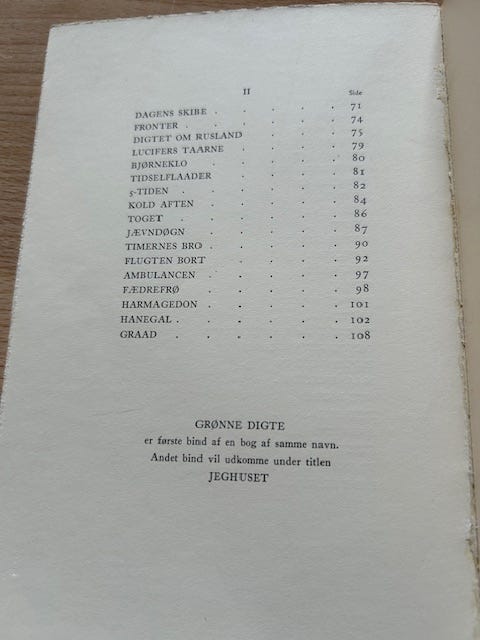 II
Side
DAGENS SKIBE . . . . . 71
FRONTER . . . . . . 74
DIGTET OM RUSLAND . . . . 75
LUCIFERS TAARNE . . . . . 79
BJØRNEKLO . . . . . 80
TIDSELFLAADER . . . . . 81
5-TIDEN . . . . . . 82
KOLD AFTEN . . . . . 84
TOGET . . . . . . 86
JÆVNDØGN . . . . . 87
TIMERNES BRO . . . . . 90
FLUGTEN BORT . . . . . 92
AMBULANCEN . . . . . 97
FÆDREFRØ . . . . . 98
HARMAGEDON . . . . . 101
HANEGAL . . . . . . 102
GRAAD . . . . . . 108
GRØNNE DIGTE
er første bind af en bog af samme navn.
Andet bind vil udkomme under titlen
JEGHUSET